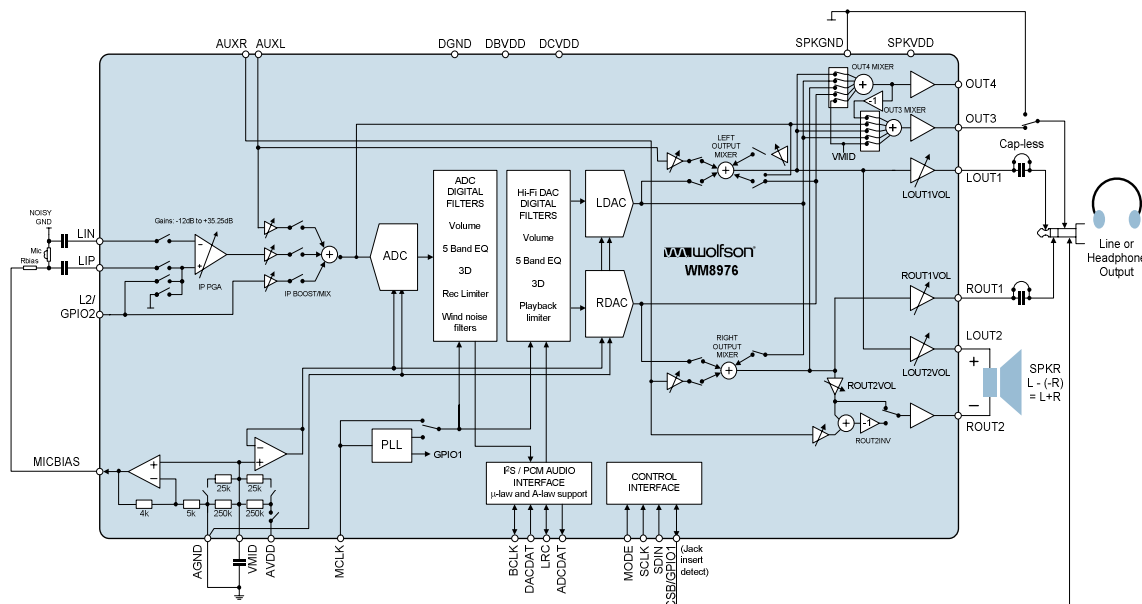 AUXR AUXL
DGND
DBVDD
DCVDD
SPKGND
SPKVDD
OUT4 MIXER
OUT4
-1
OUT3 MIXER
OUT3
VMID
Cap-less
LEFT
OUTPUT
MIXER
LOUT1
LOUT1VOL
ADC
DIGITAL
FILTERS
Volume
5 Band EQ
3D
Rec Limiter
Wind noise
filters
Hi-Fi DAC
DIGITAL
FILTERS
Volume
5 Band EQ
3D
Playback
limiter
LDAC
RDAC
wolfson
WM8976
NOISY
GND
Mic
Rbias
LIN
LIP
L2/
GPIO2
Gains: -12dB to +35.25dB
−
+
IP PGA
+
IP BOOST/MIX
ADC
Line or
Headphone
Output
ROUT1VOL
ROUT1
LOUT2
LOUT2VOL
RIGHT
OUTPUT
MIXER
+
−
SPKR
L - (-R)
= L+R
ROUT2VOL
-1
ROUT2INV
ROUT2
MICBIAS
+
−
−
+
4k
5k
25k
25k
250k
250k
PLL
GPIO1
I²S / PCM AUDIO
INTERFACE
μ-law and A-law support
CONTROL
INTERFACE
AGND
VMID
AVDD
MCLK
BCLK
DACDAT
LRC
ADCDAT
MODE
SCLK
SDIN
CSB/GPIO1
(Jack
insert
detect)